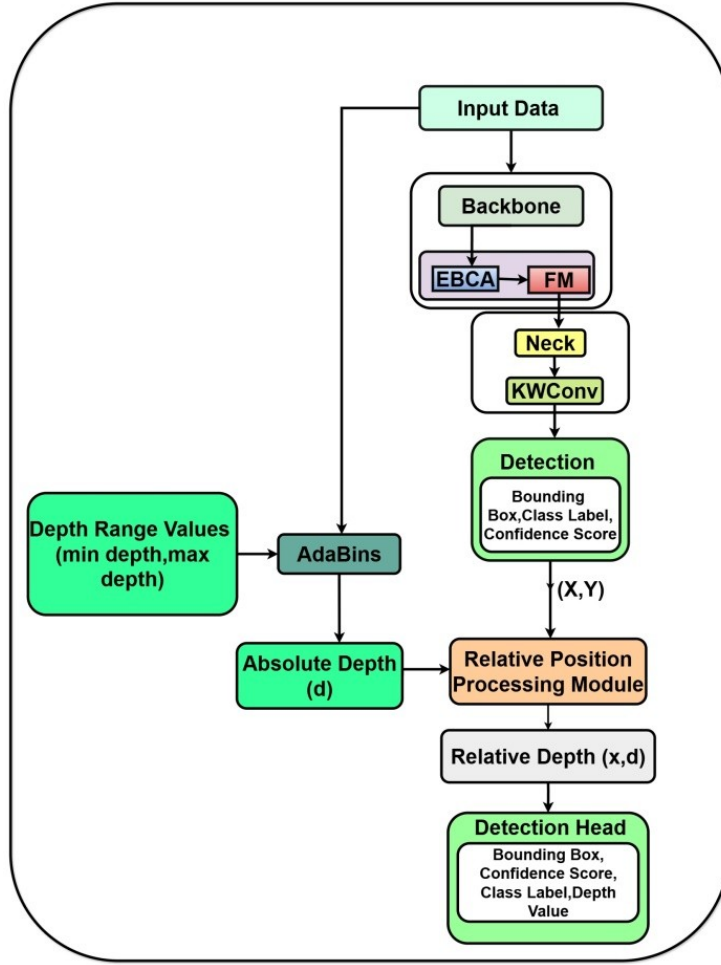 Input Data
Backbone
EBCA
FM
Neck
KWConv
Detection
Bounding
Box,Class Label,
Confidence Score
Depth Range Values
(min depth,max
depth)
AdaBins
(X,Y)
Absolute Depth
(d)
Relative Position
Processing Module
Relative Depth (x,d)
Detection Head
Bounding Box,
Confidence Score,
Class Label,Depth
Value